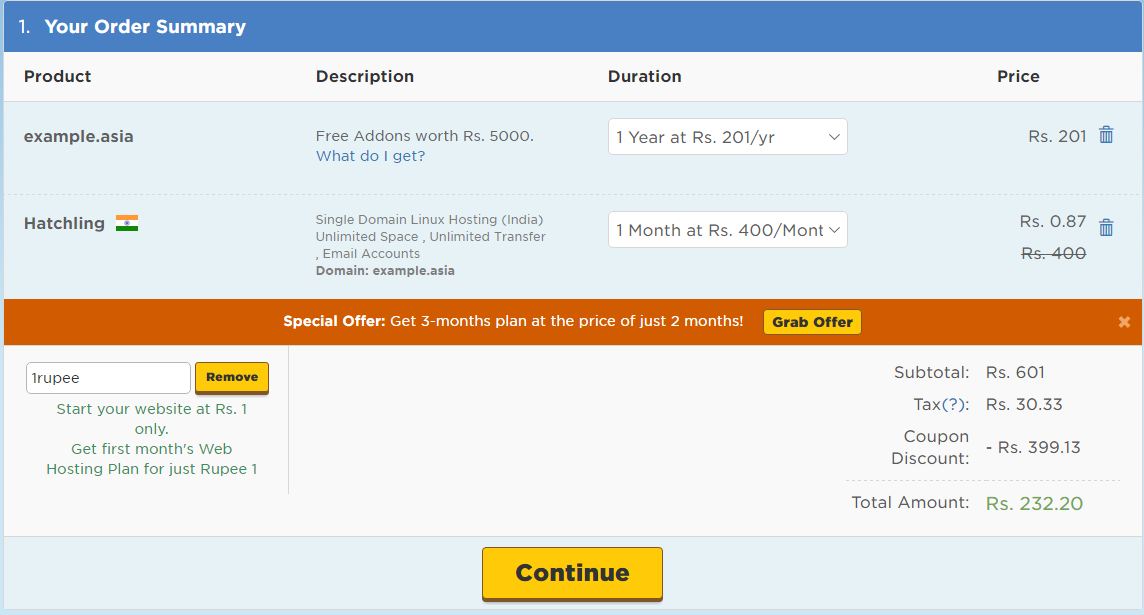 1. Your Order Summary
Product Description Duration Price
example.asia
Free Addons worth Rs. 5000.
What do I get?
1 Year at Rs. 201/yr
Rs. 201
Hatchling
Single Domain Linux Hosting (India)
Unlimited Space , Unlimited Transfer
, Email Accounts
Domain: example.asia
1 Month at Rs. 400/Mont
Rs. 0.87
Rs. 400
Special Offer: Get 3-months plan at the price of just 2 months! Grab Offer
1rupee Remove
Start your website at Rs. 1
only.
Get first month's Web
Hosting Plan for just Rupee 1
Subtotal: Rs. 601
Tax(?): Rs. 30.33
Coupon
Discount: - Rs. 399.13
Total Amount: Rs. 232.20
Continue